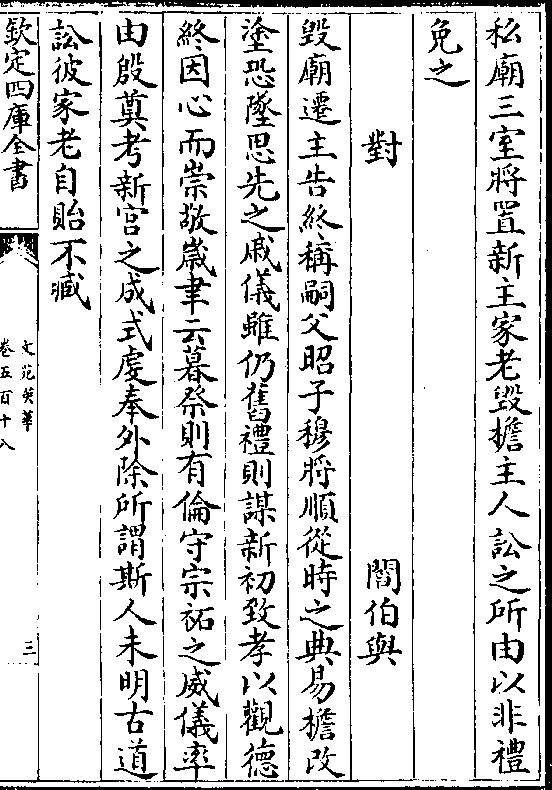 私廟三室將置新主家老毀檐主人訟之所由以非禮
免之
對　閻伯璵
毀廟遷主告終稱嗣父昭子穆將順從時之典易檐改
塗恐墜思先之戚儀雖仍舊禮則謀新初致孝以觀德
終因心而崇敬歳聿云暮祭則有倫守宗祏之威儀率
由殷奠考新宮之成式虔奉外除所謂斯人未明古道
訟彼家老自貽不臧
欽定四庫全書
文苑英華
卷五百十八
三